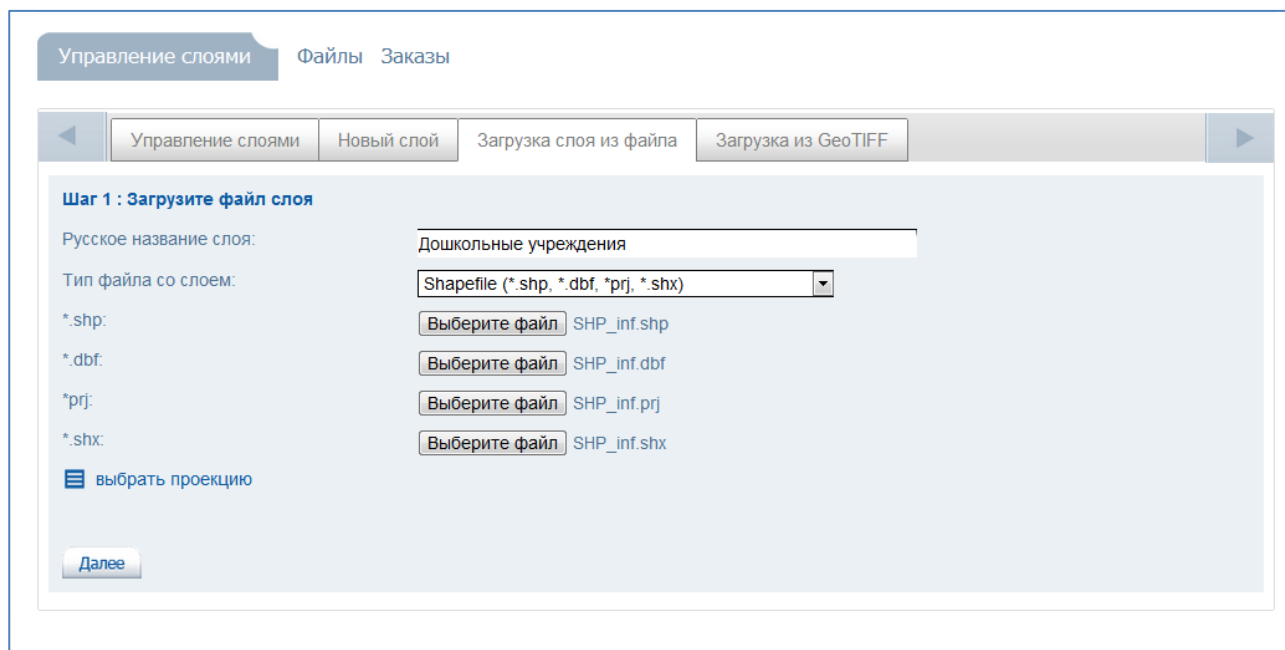 Управление слоями Файлы Заказы
Управление слоями Новый слой Загрузка слоя из файла Загрузка из GeoTIFF
Шаг 1 : Загрузите файл слоя
Русское название слоя: Дошкольные учреждения
Тип файла со слоем: Shapefile (*.shp, *.dbf, *prj, *.shx)
*.shp: Выберите файл SHP_inf.shp
*.dbf: Выберите файл SHP_inf.dbf
*prj: Выберите файл SHP_inf.prj
*.shx: Выберите файл SHP_inf.shx
выбрать проекцию
Далее